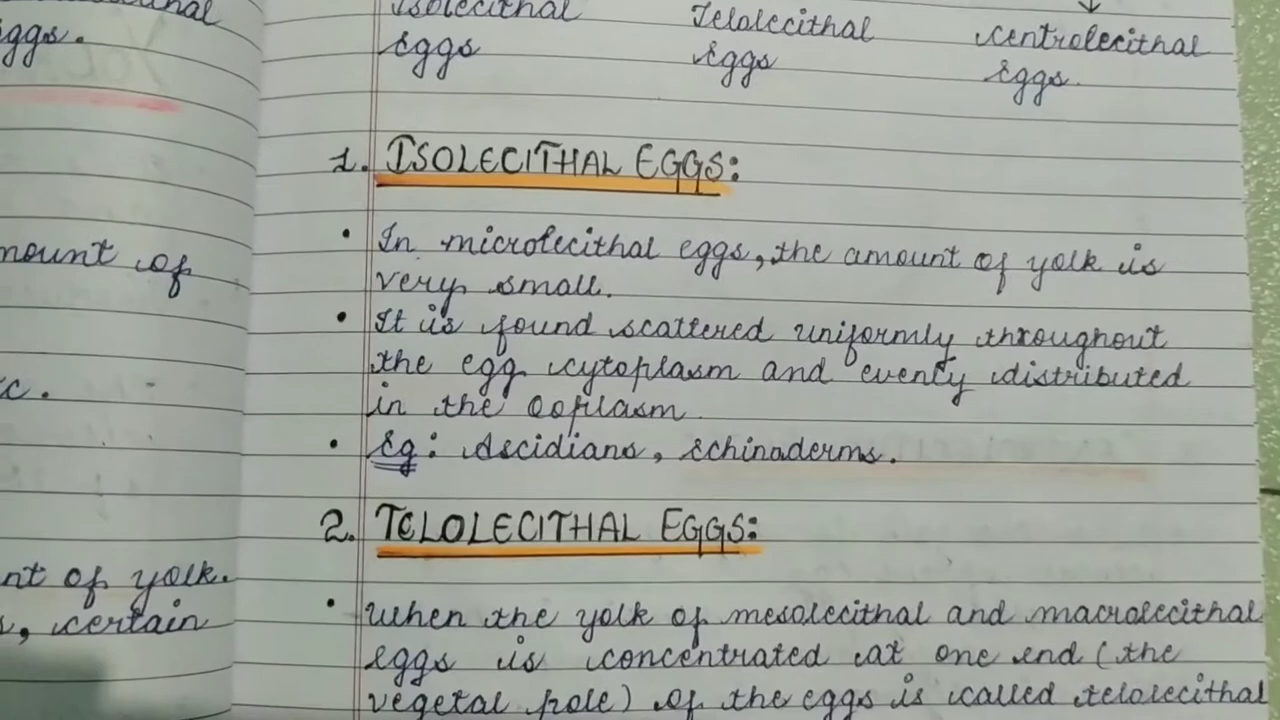 eggs.
mount of
c.
nt of yolk.
, certain
Isolecithal Telolecithal centrolecithal
Eggs Eggs Eggs.
1. ISOLECITHAL EGGS:
• In microlecithal eggs, the amount of yolk is
very small.
• It is found scattered uniformly throughout
the egg cytoplasm and evenly distributed
in the ooplasm.
• Eg: Ascidians, Echinoderms.
2. TELOLECITHAL EGGS:
• When the yolk of mesolecithal and macrolecithal
eggs is concentrated at one end (the
vegetal pole) of the eggs is called telolecithal